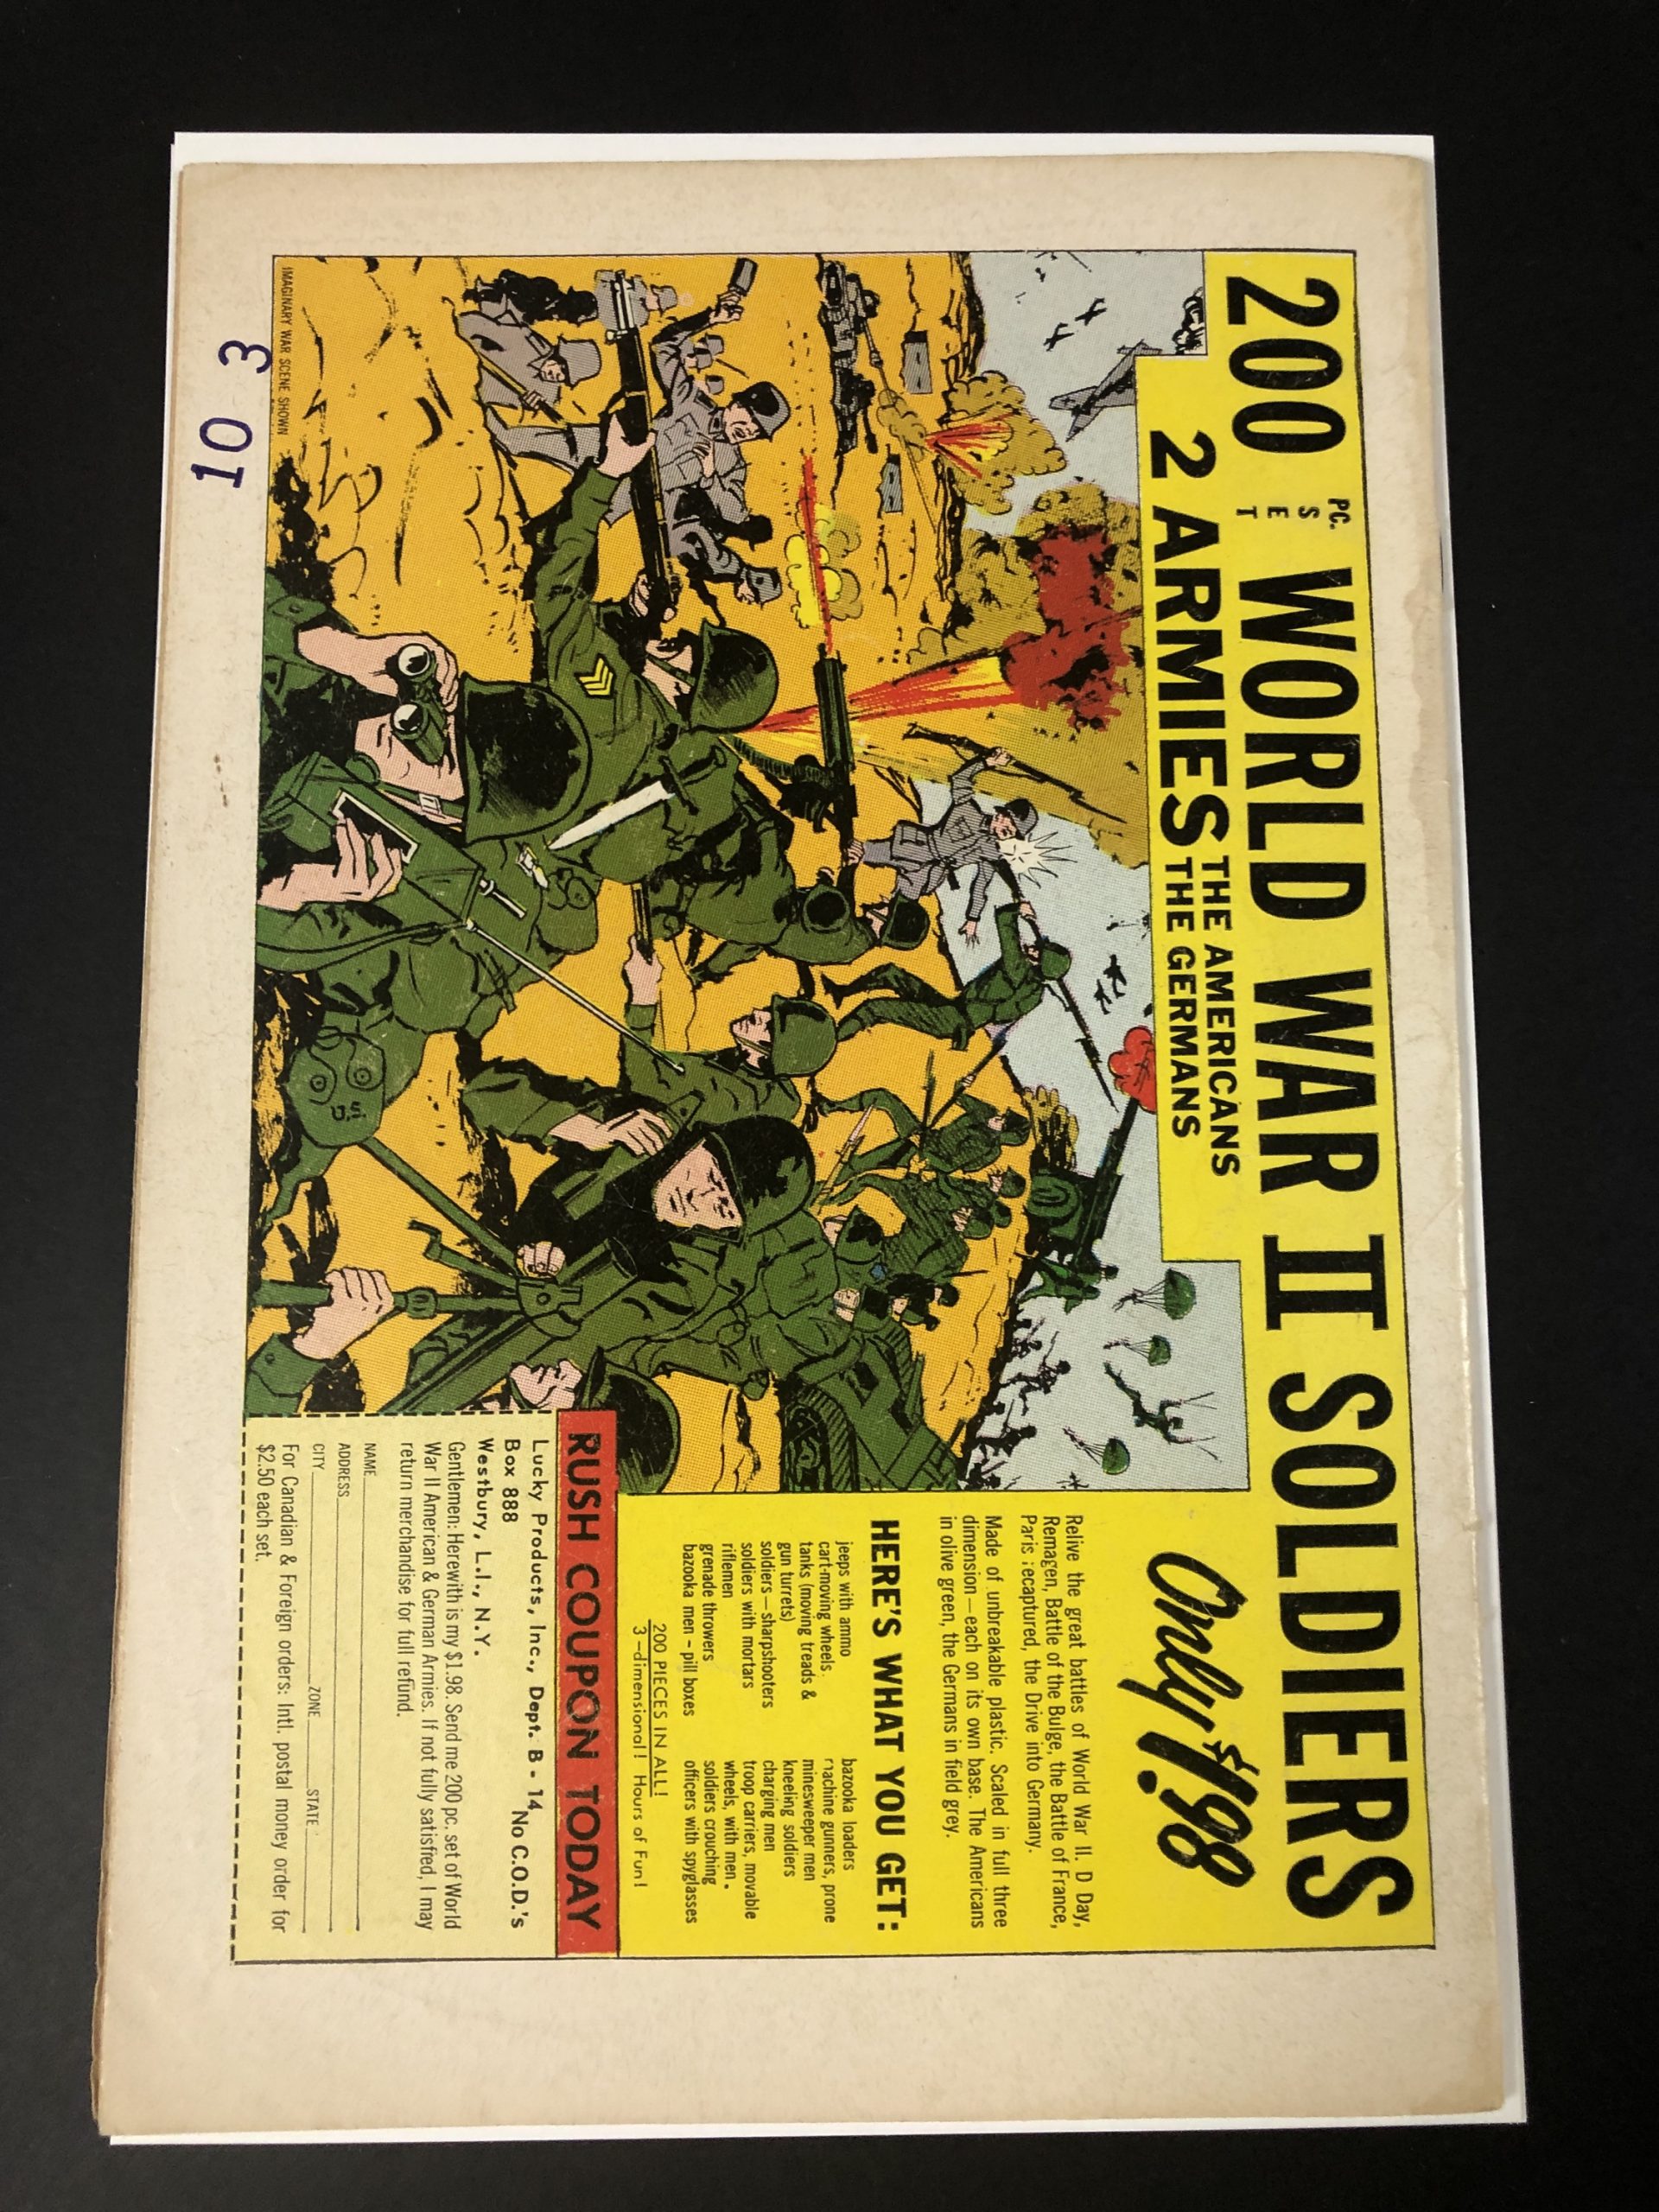 200 PC. SET WORLD WAR II SOLDIERS
2 ARMIES THE AMERICANS
THE GERMANS
Only $1.98
Relive the great battles of World War II. D Day,
Remagen, Battle of the Bulge, the Battle of France,
Paris recaptured, the Drive into Germany.
Made of unbreakable plastic. Scaled in full three
dimension—each on its own base. The Americans
in olive green, the Germans in field grey.
HERE'S WHAT YOU GET:
jeeps with ammo
cart-moving wheels.
tanks (moving treads &
gun turrets)
soldiers—sharpshooters
soldiers with mortars
riflemen
grenade throwers
bazooka men - pill boxes
bazooka loaders
machine gunners, prone
minesweeper men
kneeling soldiers
charging men
troop carriers, movable
wheels, with men.
soldiers crouching
officers with spyglasses
200 PIECES IN ALL!
3-dimensional! Hours of Fun!
RUSH COUPON TODAY
Lucky Products, Inc., Dept. B-14
Box 888 No C.O.D.'s
Westbury, L.I., N.Y.
Gentlemen: Herewith is my $1.98. Send me 200 pc. set of World
War II American & German Armies. If not fully satisfied, I may
return merchandise for full refund.
NAME
ADDRESS
CITY ZONE STATE
For Canadian & Foreign orders: Intl. postal money order for
$2.50 each set.
U.S.
IMAGINARY WAR SCENE SHOWN
10 3